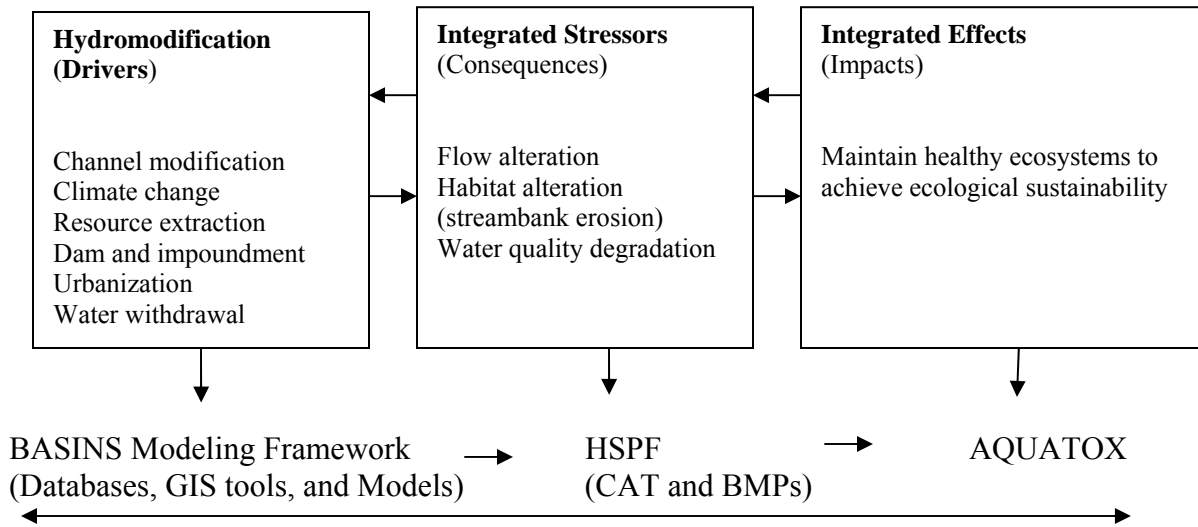 Hydromodification
(Drivers)
Channel modification
Climate change
Resource extraction
Dam and impoundment
Urbanization
Water withdrawal
Integrated Stressors
(Consequences)
Flow alteration
Habitat alteration
(streambank erosion)
Water quality degradation
Integrated Effects
(Impacts)
Maintain healthy ecosystems to
achieve ecological sustainability
BASINS Modeling Framework
(Databases, GIS tools, and Models)
HSPF
(CAT and BMPs)
AQUATOX